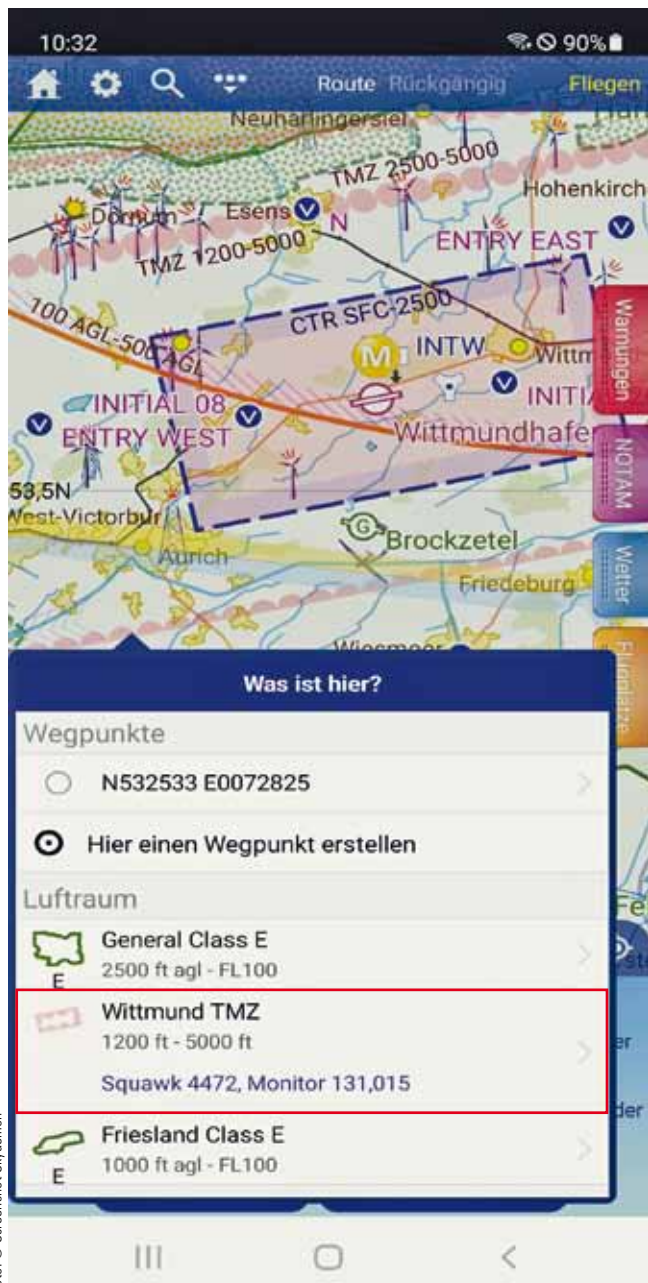 10:32
90%
Route Rückgängig Fliegen
Neuharlingersiel
TMZ 2500-5000
Hohenkirch
Dornum
Esens
N
ENTRY EAST
TMZ 1200-5000
100 AGL-500 AGL
CTR SFC-2500
M
INTW
Wittm
Warnungen
INITIAL 08
INITI
ENTRY WEST
Wittmundhafe
NOTAM
53,5N
West-Victorbur
G
Brockzetel
Aurich
Friedeburg
Wetter
Wiesmoor
Flugplätze
Was ist hier?
Wegpunkte
N532533 E0072825
Hier einen Wegpunkt erstellen
Luftraum
General Class E
2500 ft agl - FL100
E
Fe
Wittmund TMZ
1200 ft - 5000 ft
er
Squawk 4472, Monitor 131,015
der
Friesland Class E
1000 ft agl - FL100
E